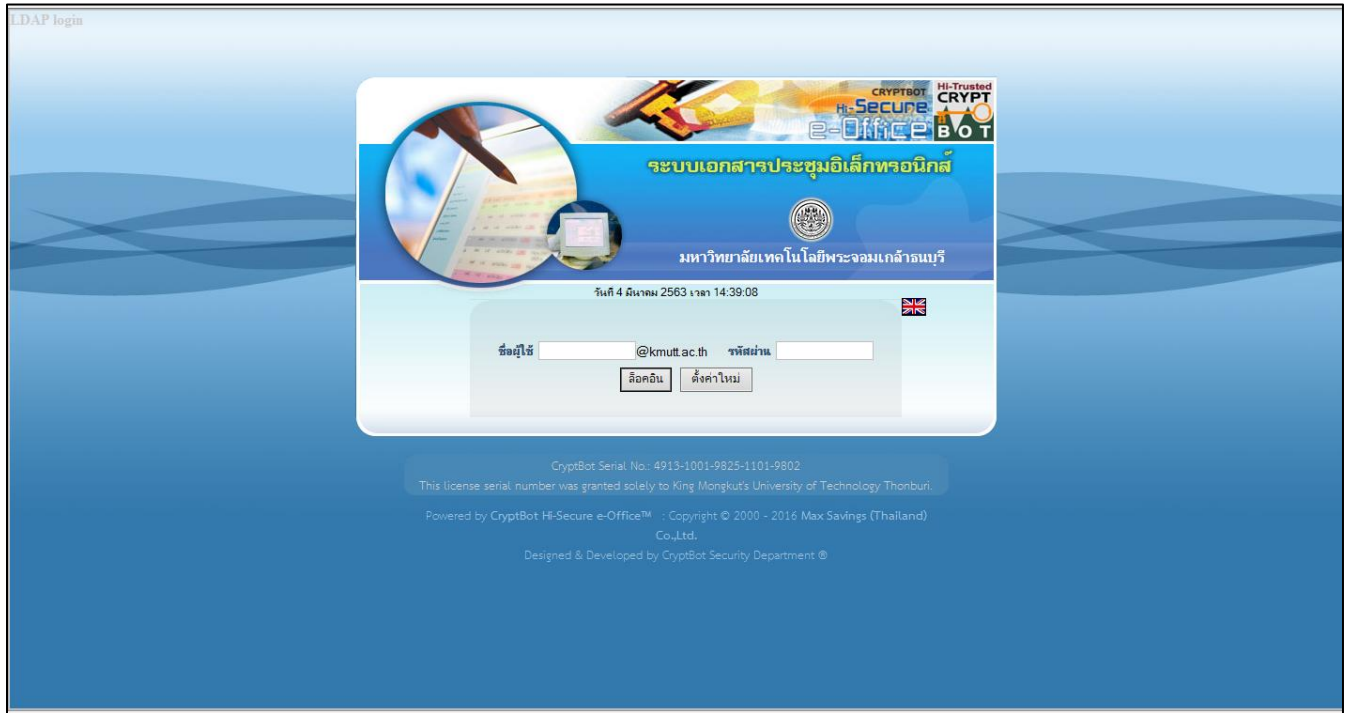 LDAP login
CRYPTBOT
Hi-Secure
e-Office
Hi-Trusted
CRYPT
BOT
ระบบเอกสารประชุมอิเล็กทรอนิกส์
มหาวิทยาลัยเทคโนโลยีพระจอมเกล้าธนบุรี
วันที่ 4 มีนาคม 2563 เวลา 14:39:08
ชื่อผู้ใช้ @kmutt.ac.th รหัสผ่าน
ล็อคอิน ตั้งค่าใหม่
CryptBot Serial No.: 4913-1001-9825-1101-9802
This license serial number was granted solely to King Mongkut's University of Technology Thonburi.
Powered by CryptBot Hi-Secure e-Office™ : Copyright © 2000 - 2016 Max Savings (Thailand)
Co.,Ltd.
Designed & Developed by CryptBot Security Department ®